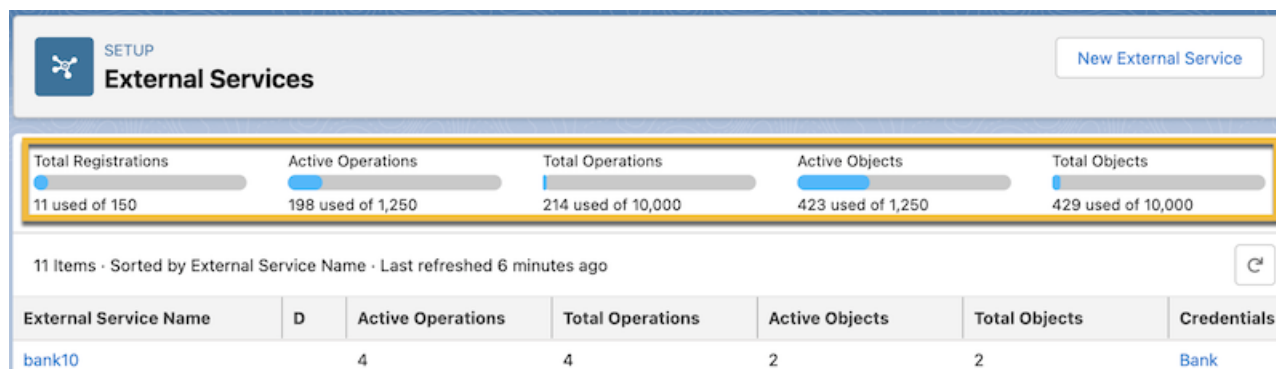 SETUP
External Services
New External Service
Total Registrations Active Operations Total Operations Active Objects Total Objects
11 used of 150 198 used of 1,250 214 used of 10,000 423 used of 1,250 429 used of 10,000
11 Items · Sorted by External Service Name · Last refreshed 6 minutes ago
External Service Name D Active Operations Total Operations Active Objects Total Objects Credentials
bank10 4 4 2 2 Bank